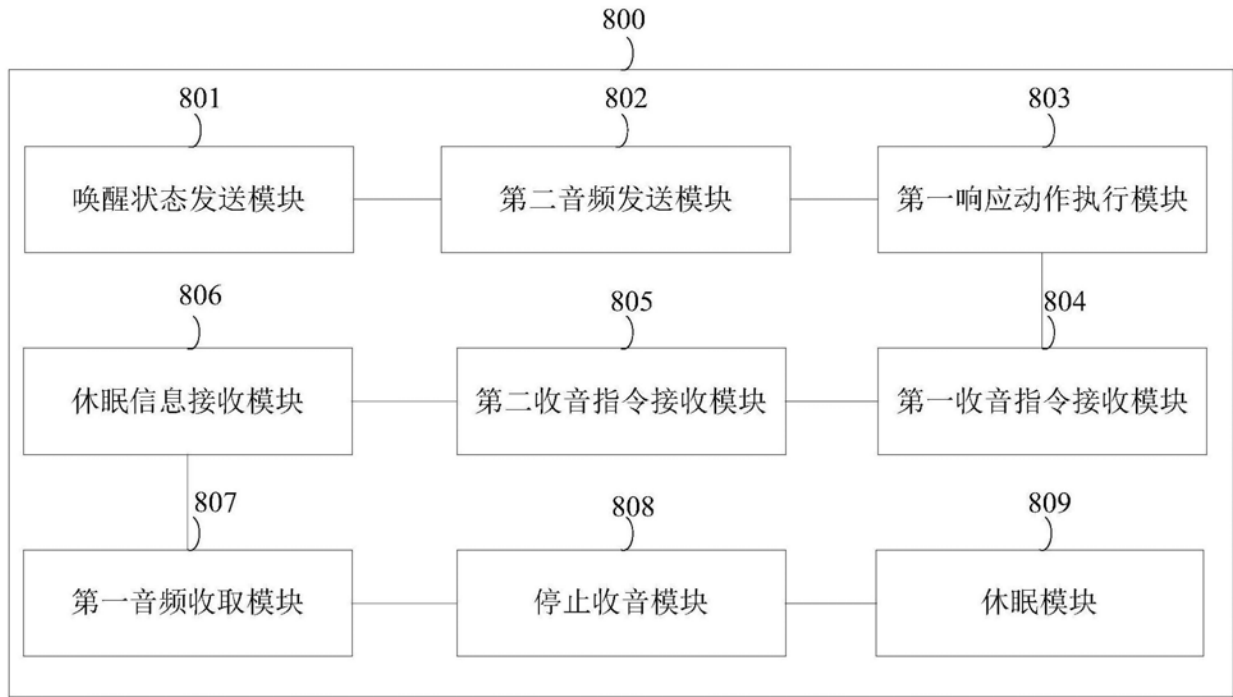 800
801 802 803
唤醒状态发送模块 第二音频发送模块 第一响应动作执行模块
806 805 804
休眠信息接收模块 第二收音指令接收模块 第一收音指令接收模块
807 808 809
第一音频收取模块 停止收音模块 休眠模块